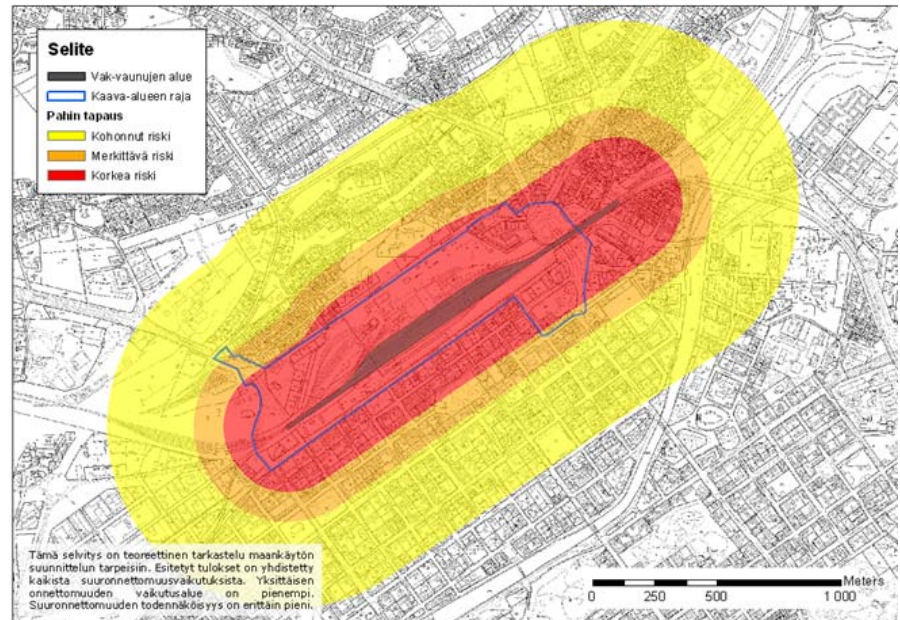 Selite
Vak-vaunujen alue
Kaava-alueen raja
Pahin tapaus
Kohonnut riski
Merkittävä riski
Korkea riski
Tämä selvitys on teoreettinen tarkastelu maankäytön
suunnittelun tarpeisiin. Esitetyt tulokset on yhdistetty
kaikista suuronnettomuusvaikutuksista. Yksittäisen
onnettomuuden vaikutusalue on pienempi.
Suuronnettomuuden todennäköisyys on erittäin pieni.
Meters
0 250 500 1 000